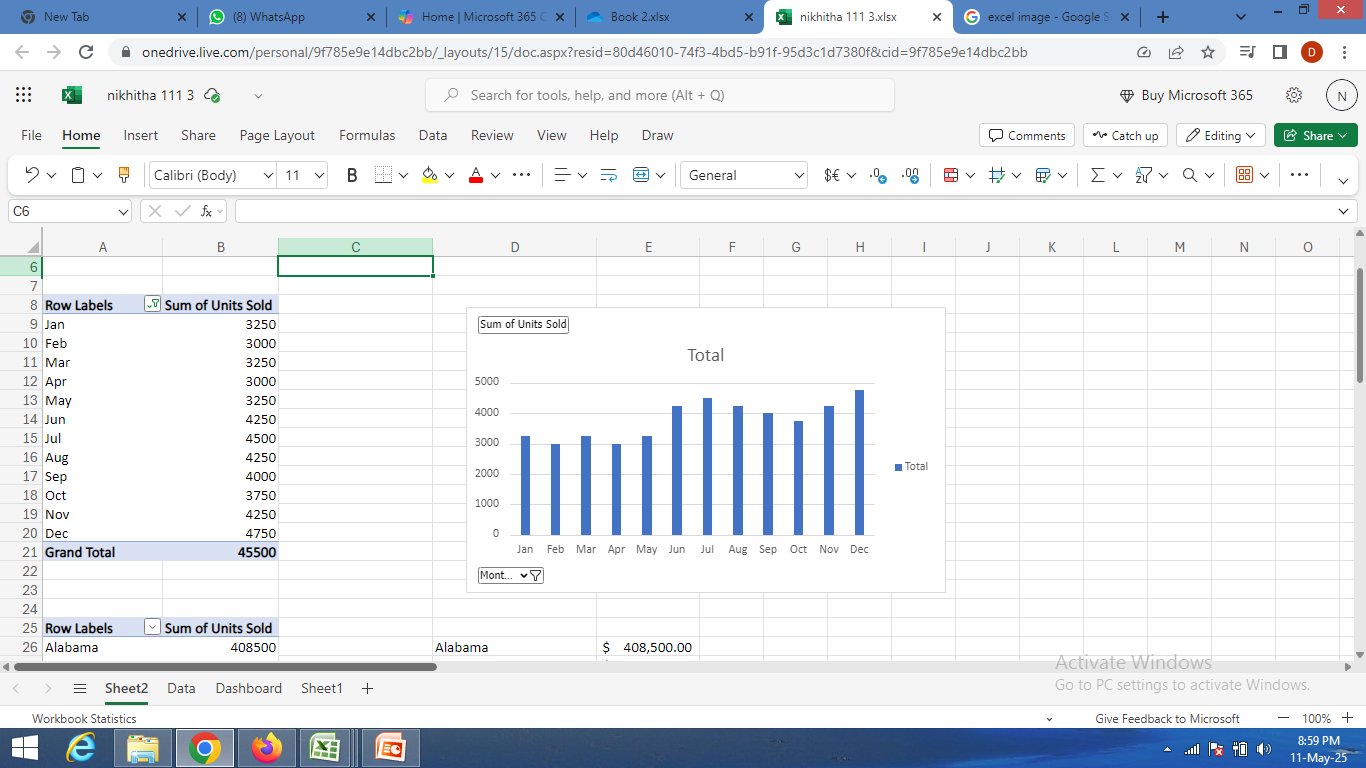 New Tab
(8) WhatsApp
Home | Microsoft 365 C
Book 2.xlsx
nikhitha 111 3.xlsx
excel image - Google S
onedrive.live.com/personal/9f785e9e14dbc2bb/_layouts/15/doc.aspx?resid=80d46010-74f3-4bd5-b91f-95d3c1d7380f&cid=9f785e9e14dbc2bb
D
nikhitha 111 3
Search for tools, help, and more (Alt + Q)
Buy Microsoft 365
N
File Home Insert Share Page Layout Formulas Data Review View Help Draw
Comments Catch up Editing Share
Calibri (Body) 11 B A General $€ .0 .00
C6 fx
A B C D E F G H I J K L M N O
6
7
8 Row Labels Sum of Units Sold
9 Jan 3250
10 Feb 3000
11 Mar 3250
12 Apr 3000
13 May 3250
14 Jun 4250
15 Jul 4500
16 Aug 4250
17 Sep 4000
18 Oct 3750
19 Nov 4250
20 Dec 4750
21 Grand Total 45500
22
23
24
25 Row Labels Sum of Units Sold
26 Alabama 408500 Alabama $ 408,500.00
Sum of Units Sold
Total
5000
4000
3000
2000
1000
0
Jan Feb Mar Apr May Jun Jul Aug Sep Oct Nov Dec
Total
Mont...
Activate Windows
Go to PC settings to activate Windows.
Sheet2 Data Dashboard Sheet1
Workbook Statistics
Give Feedback to Microsoft
100%
8:59 PM
11-May-25